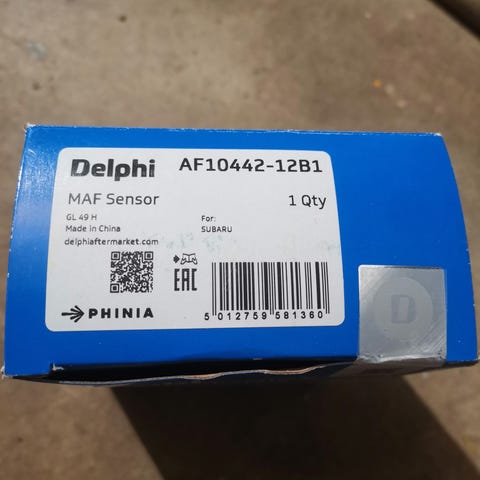 Delphi AF10442-12B1
MAF Sensor 1 Qty
GL 49 H For:
Made in China SUBARU
delphiaftermarket.com
EAC
PHINIA
5 012759 581360
D